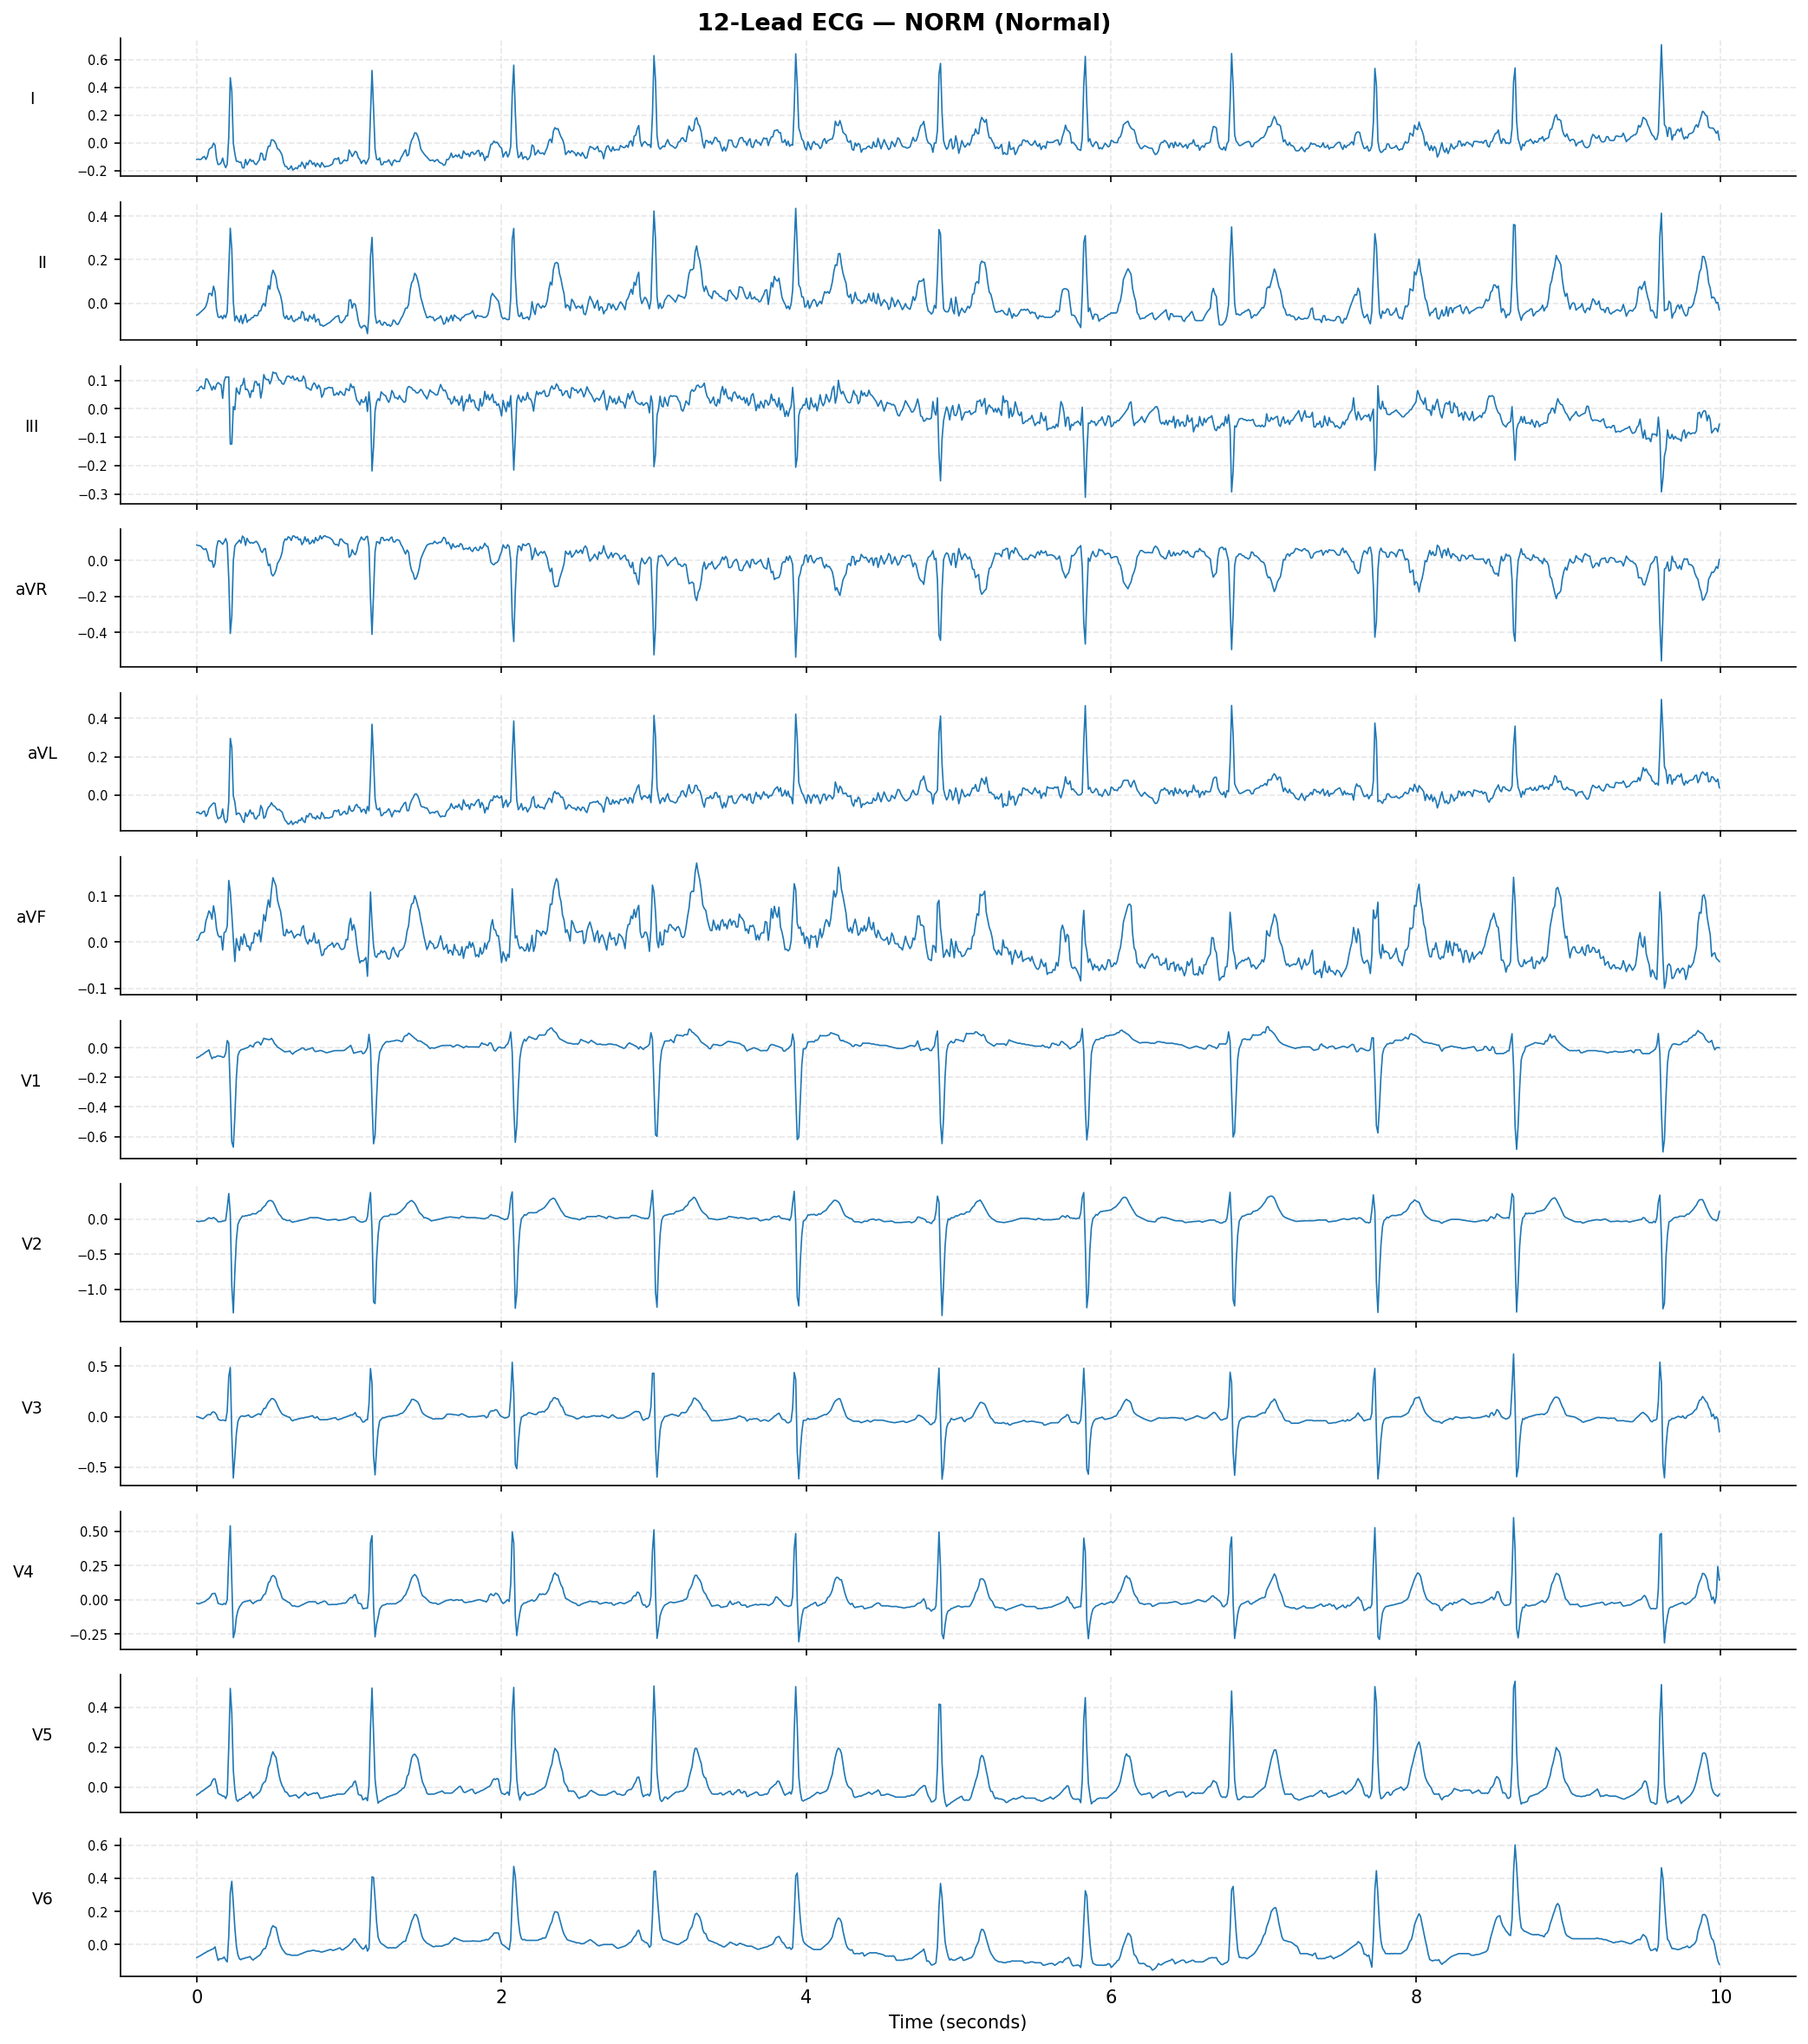 12-Lead ECG — NORM (Normal)
I
0.6
0.4
0.2
0.0
−0.2
II
0.4
0.2
0.0
III
0.1
0.0
−0.1
−0.2
−0.3
aVR
0.0
−0.2
−0.4
aVL
0.4
0.2
0.0
aVF
0.1
0.0
−0.1
V1
0.0
−0.2
−0.4
−0.6
V2
0.0
−0.5
−1.0
V3
0.5
0.0
−0.5
V4
0.50
0.25
0.00
−0.25
V5
0.4
0.2
0.0
V6
0.6
0.4
0.2
0.0
0 2 4 6 8 10
Time (seconds)